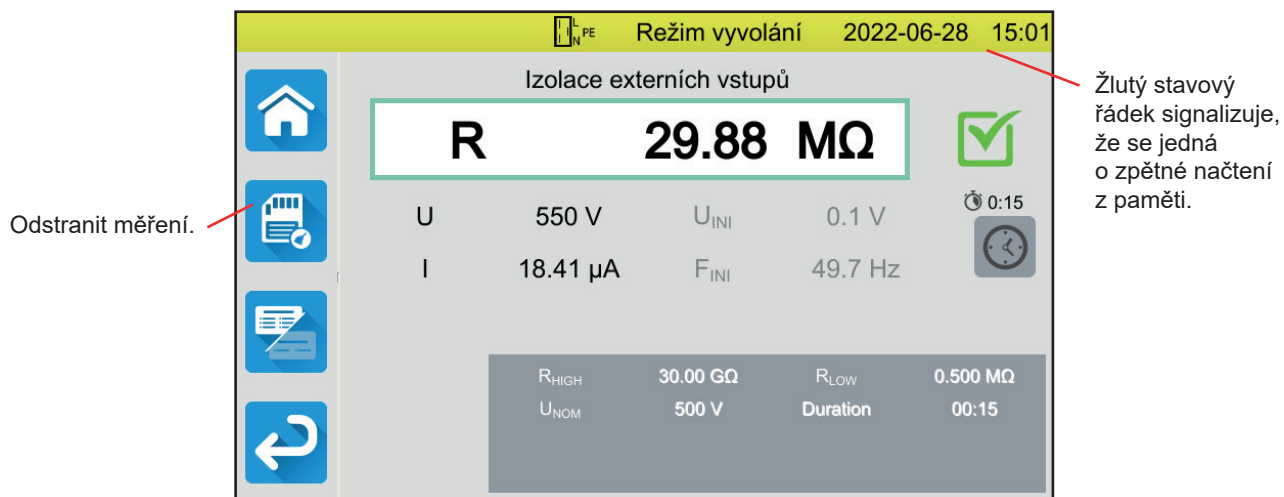 L
N PE Režim vyvolání 2022-06-28 15:01
Izolace externích vstupů
R 29.88 MΩ
U 550 V UINI 0.1 V
0:15
I 18.41 µA FINI 49.7 Hz
RHIGH 30.00 GΩ RLOW 0.500 MΩ
UNOM 500 V Duration 00:15
Odstranit měření.
Žlutý stavový
řádek signalizuje,
že se jedná
o zpětné načtení
z paměti.